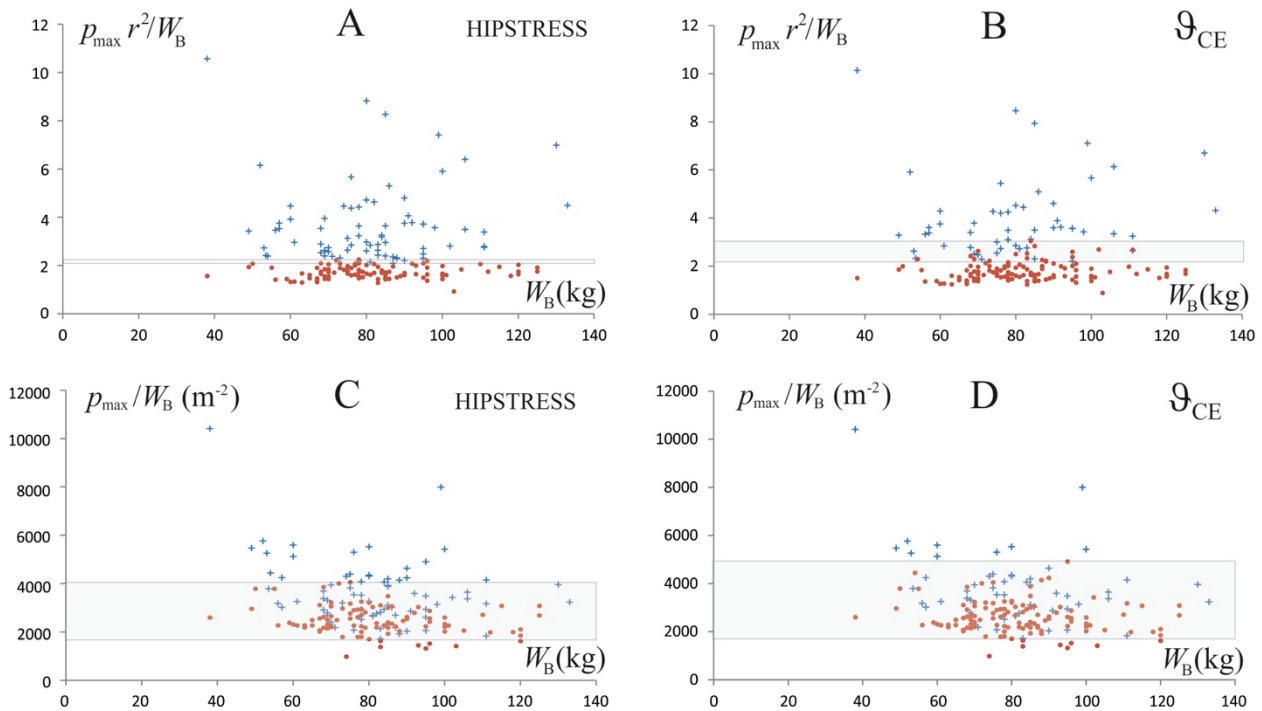 12 p_max r²/W_B A HIPSTRESS
10
8
6
4
2
W_B(kg)
0
0 20 40 60 80 100 120 140
12 p_max r²/W_B B ϑ_CE
10
8
6
4
2
W_B(kg)
0
0 20 40 60 80 100 120 140
12000 p_max/W_B (m⁻²) C HIPSTRESS
10000
8000
6000
4000
2000
W_B(kg)
0
0 20 40 60 80 100 120 140
12000 p_max/W_B (m⁻²) D ϑ_CE
10000
8000
6000
4000
2000
W_B(kg)
0
0 20 40 60 80 100 120 140